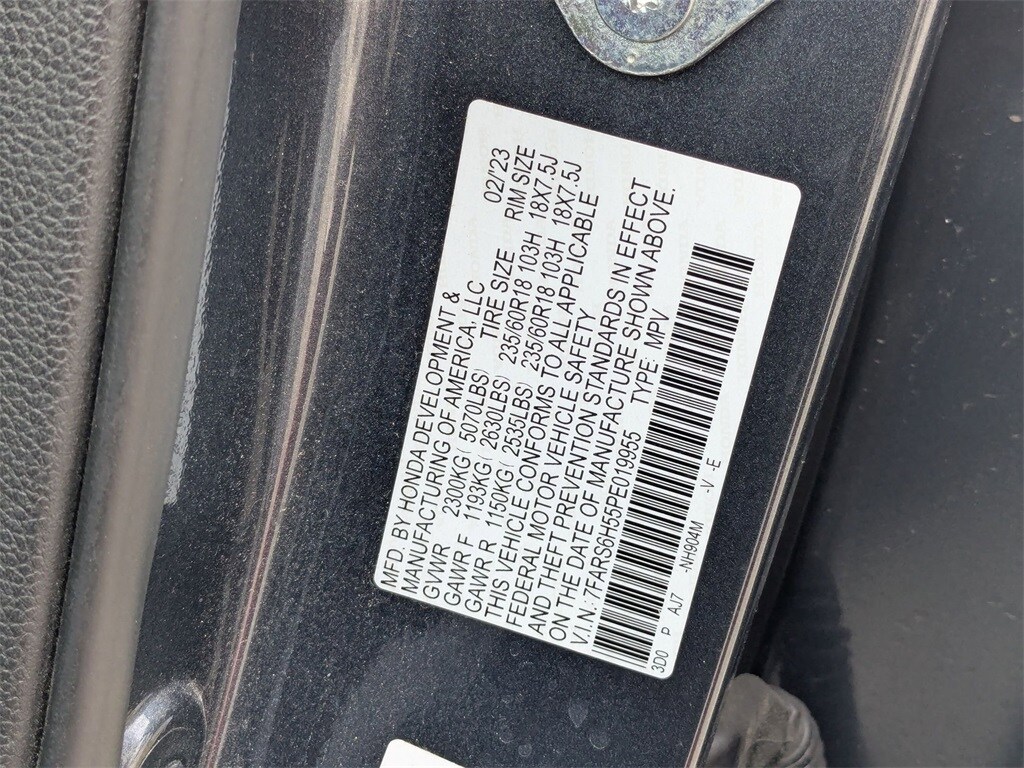 MFD. BY HONDA DEVELOPMENT & 02/'23
MANUFACTURING OF AMERICA, LLC
TIRE SIZE RIM SIZE
GVWR 2300KG( 5070LBS)
GAWR F 1193KG( 2630LBS) 235/60R18 103H 18X7.5J
GAWR R 1150KG( 2535LBS) 235/60R18 103H 18X7.5J
THIS VEHICLE CONFORMS TO ALL APPLICABLE
FEDERAL MOTOR VEHICLE SAFETY
AND THEFT PREVENTION STANDARDS IN EFFECT
ON THE DATE OF MANUFACTURE SHOWN ABOVE.
V.I.N.: 7FARS6H55PE019955 TYPE: MPV
3D0 P AJ7 -NH904M -V -E